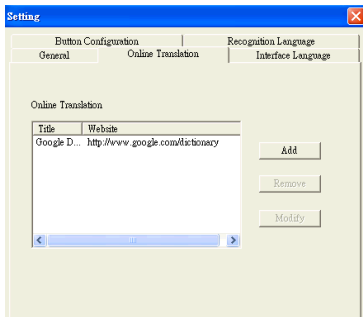 Setting
Button Configuration Recognition Language
General Online Translation Interface Language
Online Translation
Title Website
Google D... http://www.google.com/dictionary
Add
Remove
Modify